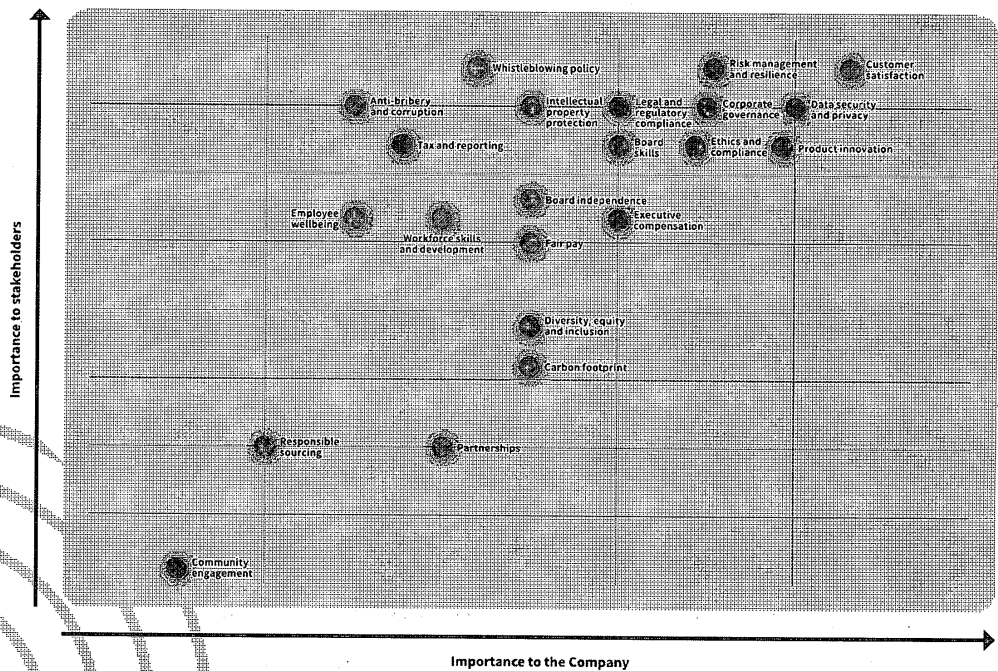 Importance to stakeholders
Whistleblowing policy
Risk management
and resilience
Customer
satisfaction
Anti-bribery
and corruption
Intellectual
property
protection
Legal and
regulatory
compliance
Corporate
governance
Data security
and privacy
Tax and reporting
Board
skills
Ethics and
compliance
Product innovation
Board independence
Employee
wellbeing
Workforce skills
and development
Executive
compensation
Fair pay
Diversity, equity
and inclusion
Carbon footprint
Responsible
sourcing
Partnerships
Community
engagement
Importance to the Company